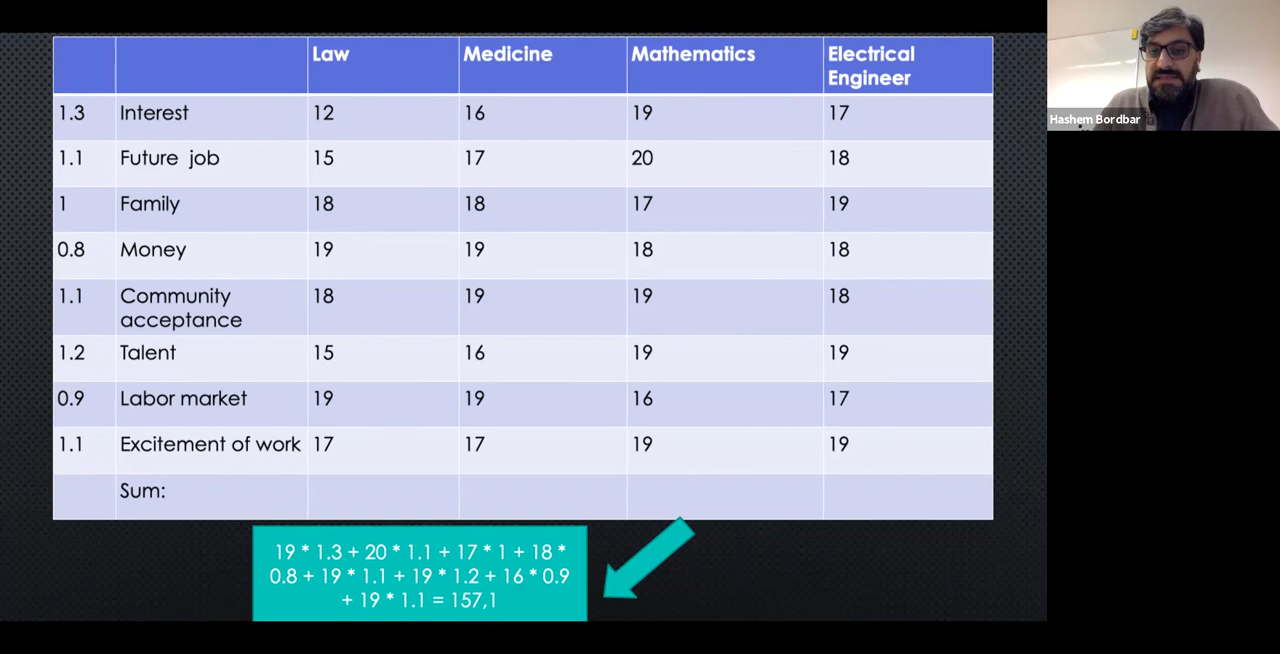 Law Medicine Mathematics Electrical
Engineer
1.3 Interest 12 16 19 17
1.1 Future job 15 17 20 18
1 Family 18 18 17 19
0.8 Money 19 19 18 18
1.1 Community 18 19 19 18
acceptance
1.2 Talent 15 16 19 19
0.9 Labor market 19 19 16 17
1.1 Excitement of work 17 17 19 19
Sum:
19 * 1.3 + 20 * 1.1 + 17 * 1 + 18 *
0.8 + 19 * 1.1 + 19 * 1.2 + 16 * 0.9
+ 19 * 1.1 = 157,1
Hashem Bordbar